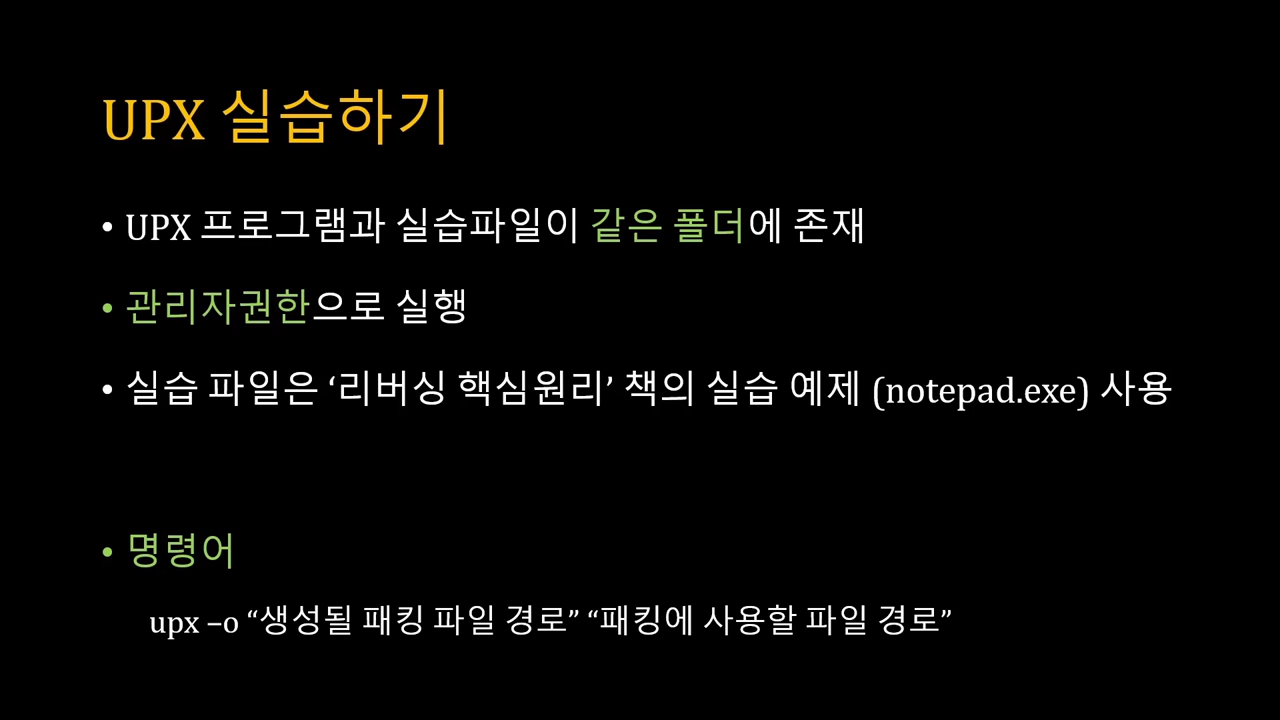 UPX 실습하기
• UPX 프로그램과 실습파일이 같은 폴더에 존재
• 관리자권한으로 실행
• 실습 파일은 ‘리버싱 핵심원리’ 책의 실습 예제 (notepad.exe) 사용
• 명령어
upx –o “생성될 패킹 파일 경로” “패킹에 사용할 파일 경로”